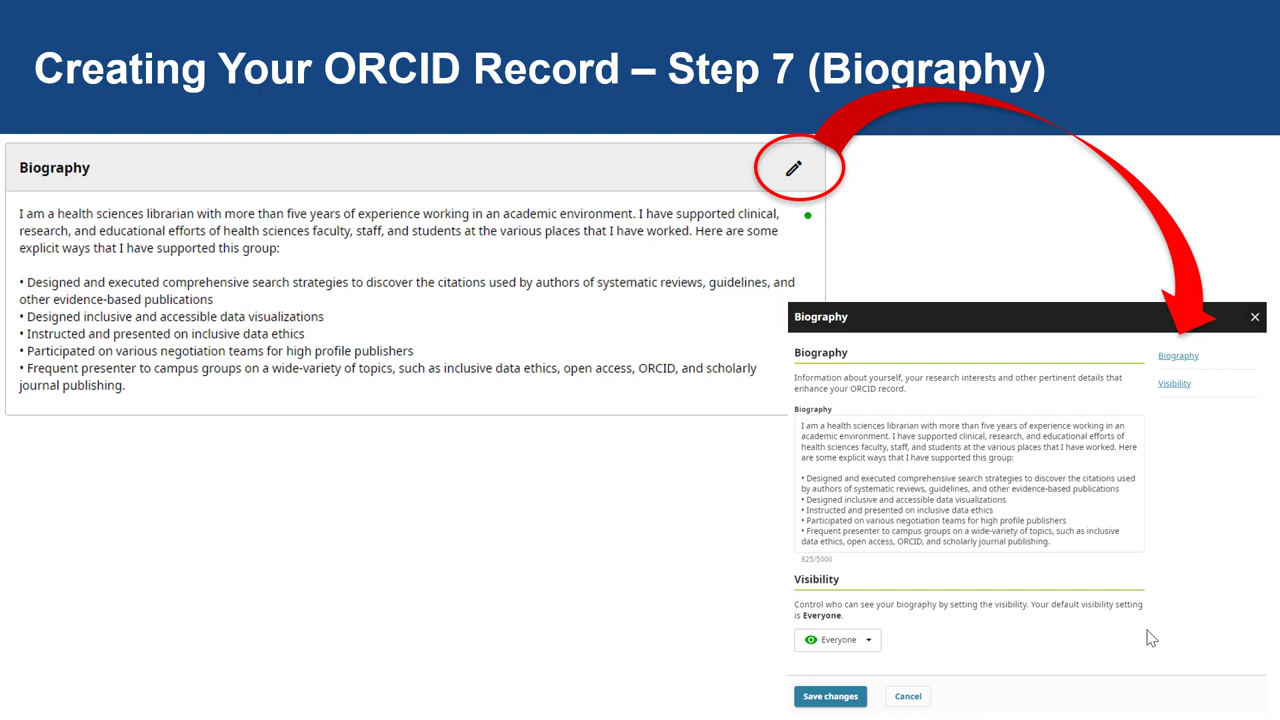 Creating Your ORCID Record – Step 7 (Biography)
Biography
I am a health sciences librarian with more than five years of experience working in an academic environment. I have supported clinical,
research, and educational efforts of health sciences faculty, staff, and students at the various places that I have worked. Here are some
explicit ways that I have supported this group:
• Designed and executed comprehensive search strategies to discover the citations used by authors of systematic reviews, guidelines, and
other evidence-based publications
• Designed inclusive and accessible data visualizations
• Instructed and presented on inclusive data ethics
• Participated on various negotiation teams for high profile publishers
• Frequent presenter to campus groups on a wide-variety of topics, such as inclusive data ethics, open access, ORCID, and scholarly
journal publishing.
Biography
Biography
Information about yourself, your research interests and other pertinent details that
enhance your ORCID record.
Biography
I am a health sciences librarian with more than five years of experience working in an
academic environment. I have supported clinical, research, and educational efforts of
health sciences faculty, staff, and students at the various places that I have worked. Here
are some explicit ways that I have supported this group:
• Designed and executed comprehensive search strategies to discover the citations used
by authors of systematic reviews, guidelines, and other evidence-based publications
• Designed inclusive and accessible data visualizations
• Instructed and presented on inclusive data ethics
• Participated on various negotiation teams for high profile publishers
• Frequent presenter to campus groups on a wide-variety of topics, such as inclusive
data ethics, open access, ORCID, and scholarly journal publishing.
825/5000
Visibility
Control who can see your biography by setting the visibility. Your default visibility setting
is Everyone.
Everyone
Save changes
Cancel
Biography
Visibility